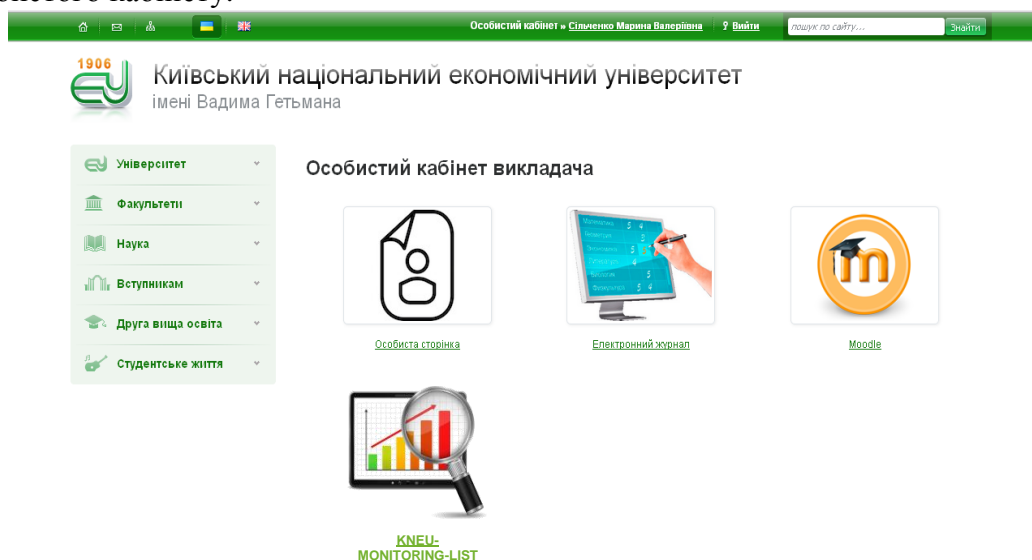 Особистий кабінет » Сільченко Марина Валеріївна
Вийти
пошук по сайту...
Знайти
1906
Київський національний економічний університет
імені Вадима Гетьмана
Університет
Факультети
Наука
Вступникам
Друга вища освіта
Студентське життя
Особистий кабінет викладача
m
Особиста сторінка
Електронний журнал
Moodle
KNEU-
MONITORING-LIST